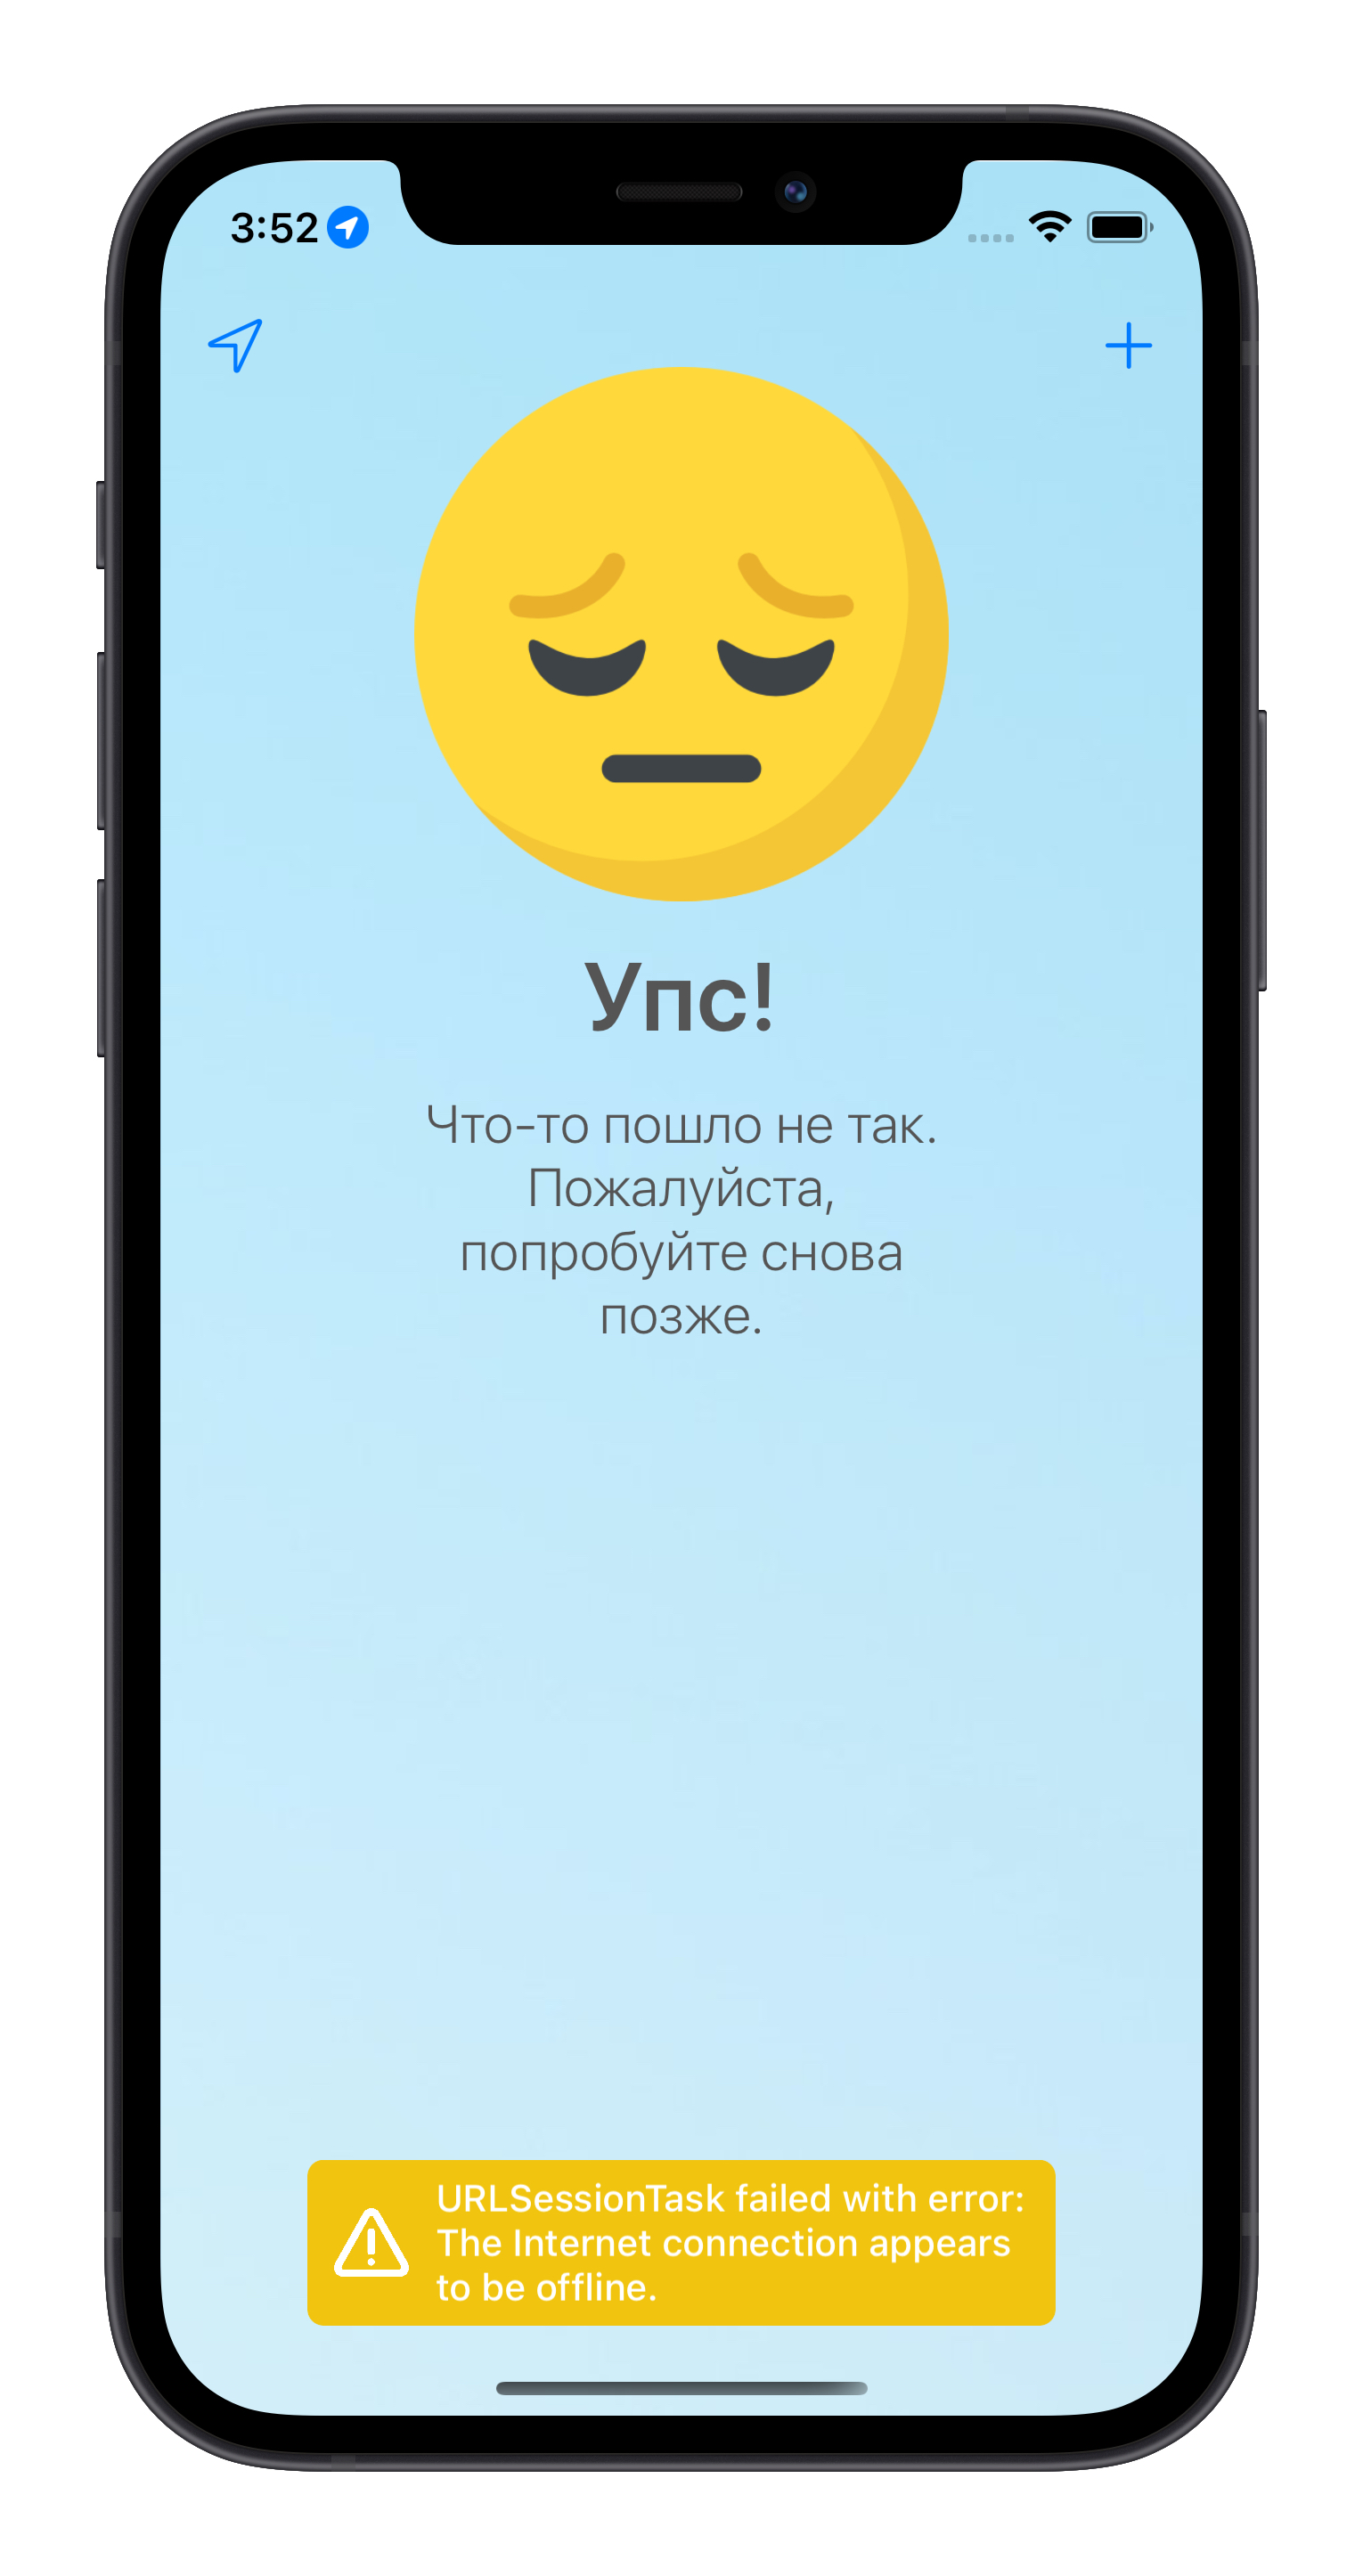 3:52
Упс!
Что-то пошло не так.
Пожалуйста,
попробуйте снова
позже.
URLSessionTask failed with error:
The Internet connection appears
to be offline.